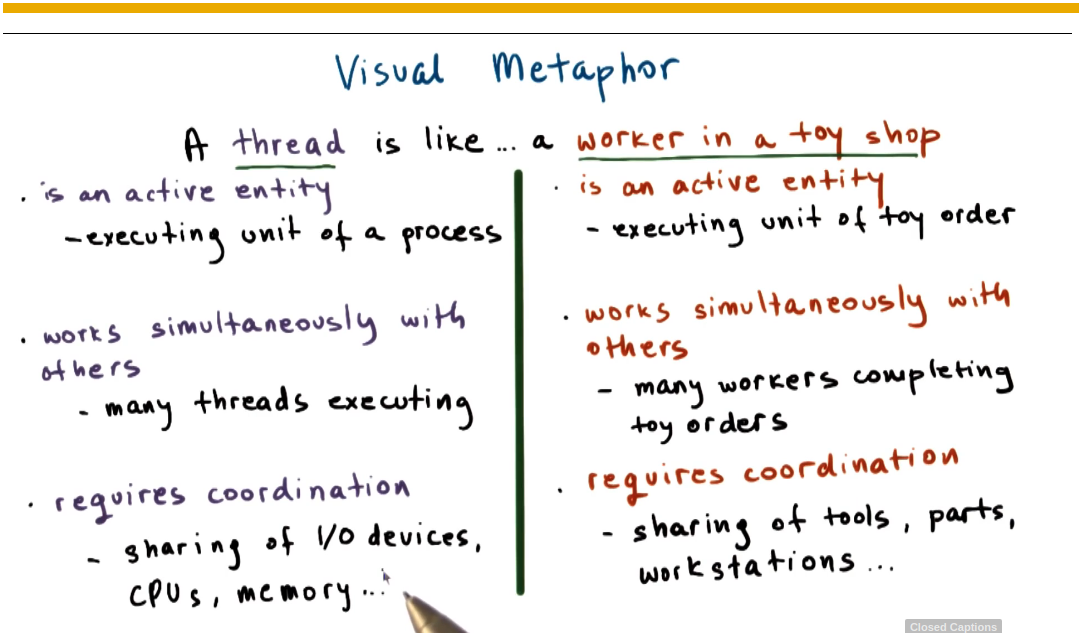 Visual Metaphor
A thread is like... a worker in a toy shop
. is an active entity
- executing unit of a process
. works simultaneously with
others
- many threads executing
. requires coordination
- sharing of I/O devices,
CPUs, memory...
. is an active entity
- executing unit of toy order
. works simultaneously with
others
- many workers completing
toy orders
. requires coordination
- sharing of tools, parts,
workstations...
Closed Captions